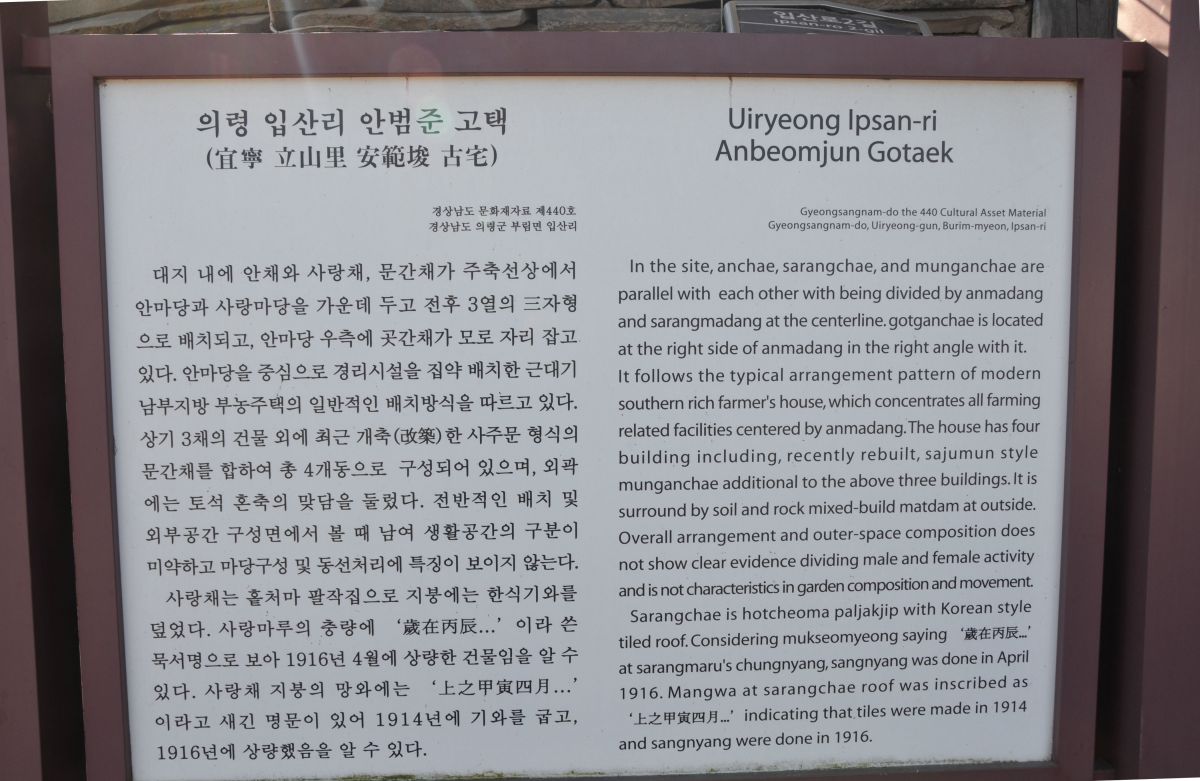 입산로2길
Ipsan-ro 2-gil
의령 입산리 안범준 고택
(宜寧 立山里 安範埈 古宅)
경상남도 문화재자료 제440호
경상남도 의령군 부림면 입산리
대지 내에 안채와 사랑채, 문간채가 주축선상에서
안마당과 사랑마당을 가운데 두고 전후 3열의 三자형
으로 배치되고, 안마당 우측에 곳간채가 모로 자리 잡고
있다. 안마당을 중심으로 경리시설을 집약 배치한 근대기
남부지방 부농주택의 일반적인 배치방식을 따르고 있다.
상기 3채의 건물 외에 최근 개축(改築)한 사주문 형식의
문간채를 합하여 총 4개동으로 구성되어 있으며, 외곽
에는 토석 혼축의 맞담을 둘렀다. 전반적인 배치 및
외부공간 구성면에서 볼 때 남여 생활공간의 구분이
미약하고 마당구성 및 동선처리에 특징이 보이지 않는다.
사랑채는 홑처마 팔작집으로 지붕에는 한식기와를
덮었다. 사랑마루의 충량에 ‘歲在丙辰...’ 이라 쓴
묵서명으로 보아 1916년 4월에 상량한 건물임을 알 수
있다. 사랑채 지붕의 망와에는 ‘上之甲寅四月...’
이라고 새긴 명문이 있어 1914년에 기와를 굽고,
1916년에 상량했음을 알 수 있다.
Uiryeong Ipsan-ri
Anbeomjun Gotaek
Gyeongsangnam-do the 440 Cultural Asset Material
Gyeongsangnam-do, Uiryeong-gun, Burim-myeon, Ipsan-ri
In the site, anchae, sarangchae, and munganchae are
parallel with each other with being divided by anmadang
and sarangmadang at the centerline. gotganchae is located
at the right side of anmadang in the right angle with it.
It follows the typical arrangement pattern of modern
southern rich farmer's house, which concentrates all farming
related facilities centered by anmadang. The house has four
building including, recently rebuilt, sajumun style
munganchae additional to the above three buildings. It is
surround by soil and rock mixed-build matdam at outside.
Overall arrangement and outer-space composition does
not show clear evidence dividing male and female activity
and is not characteristics in garden composition and movement.
Sarangchae is hotcheoma paljakjip with Korean style
tiled roof. Considering mukseomyeong saying ‘歲在丙辰...’
at sarangmaru's chungnyang, sangnyang was done in April
1916. Mangwa at sarangchae roof was inscribed as
‘上之甲寅四月...’ indicating that tiles were made in 1914
and sangnyang were done in 1916.